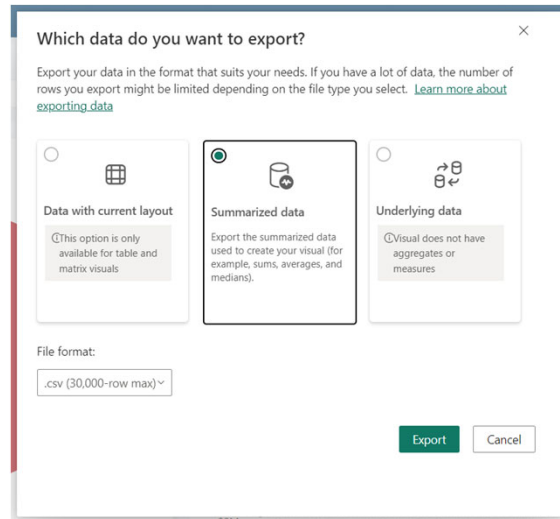 Which data do you want to export?
Export your data in the format that suits your needs. If you have a lot of data, the number of
rows you export might be limited depending on the file type you select. Learn more about
exporting data
Data with current layout
This option is only
available for table and
matrix visuals
Summarized data
Export the summarized data
used to create your visual (for
example, sums, averages, and
medians).
Underlying data
Visual does not have
aggregates or
measures
File format:
.csv (30,000-row max)
Export
Cancel